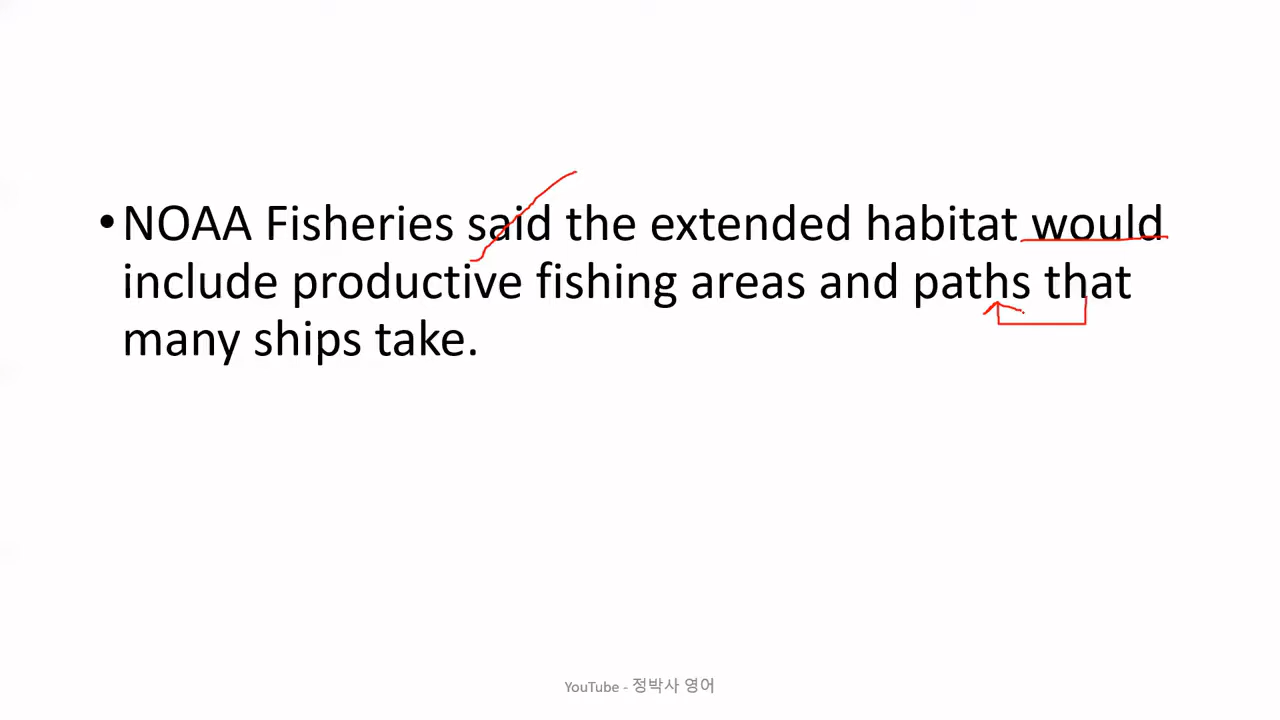 •NOAA Fisheries said the extended habitat would
include productive fishing areas and paths that
many ships take.
YouTube - 정박사 영어